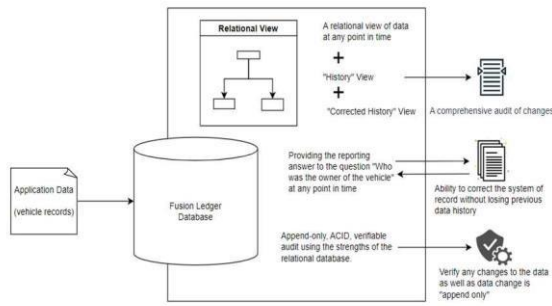 Relational View
A relational view of data
at any point in time
+
"History" View
+
"Corrected History" View
A comprehensive audit of changes
Application Data
(vehicle records)
Fusion Ledger
Database
Providing the reporting
answer to the question "Who
was the owner of the vehicle"
at any point in time
Ability to correct the system of
record without losing previous
data history
Append-only, ACID, verifiable
audit using the strengths of the
relational database.
Verify any changes to the data
as well as data change is
"append only"